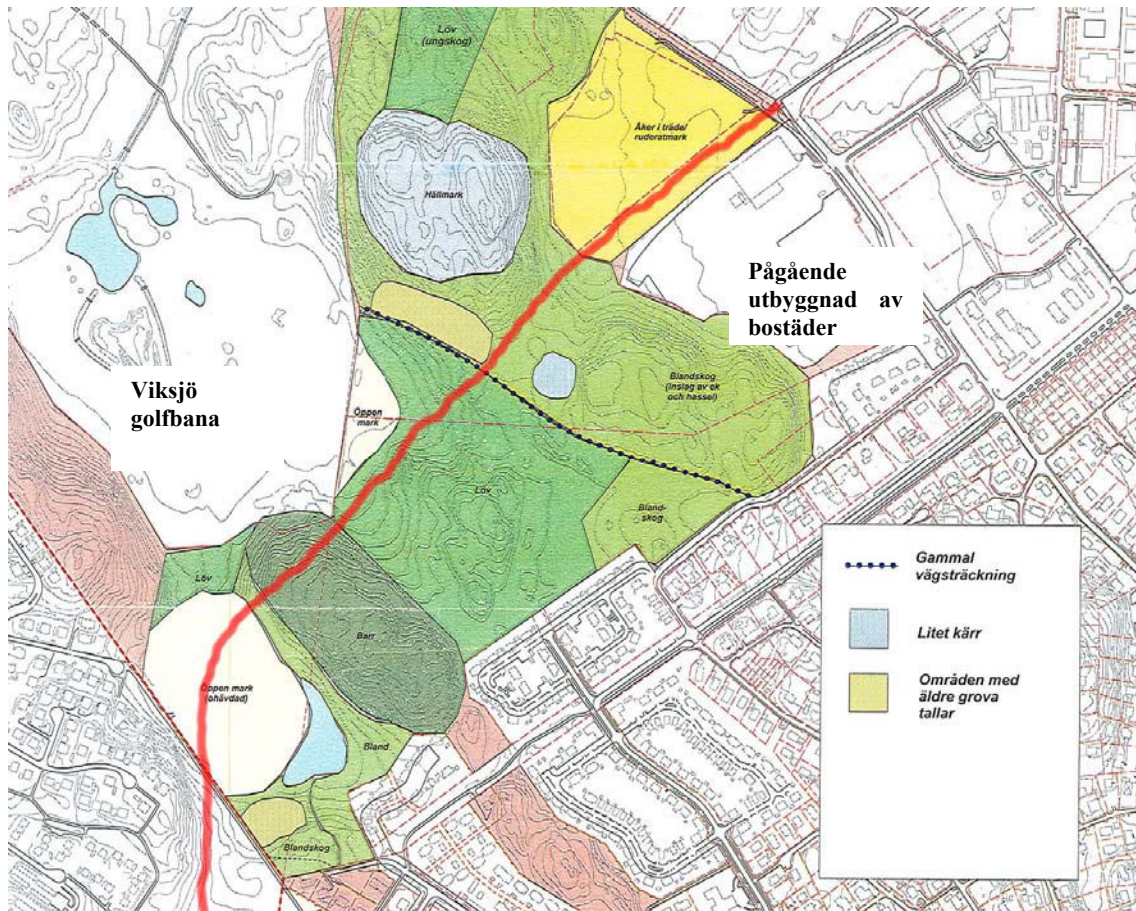 Löv
(ungskog)
Åker i träde/
ruderatmark
Hällmark
Pågående
utbyggnad av
bostäder
Viksjö
golfbana
Blandskog
(inslag av ek
och hassel)
Öppen
mark
Löv
Bland-
skog
Löv
Barr
Öppen mark
(ohävdad)
Bland
Blandskog
Gammal
vägsträckning
Litet kärr
Områden med
äldre grova
tallar